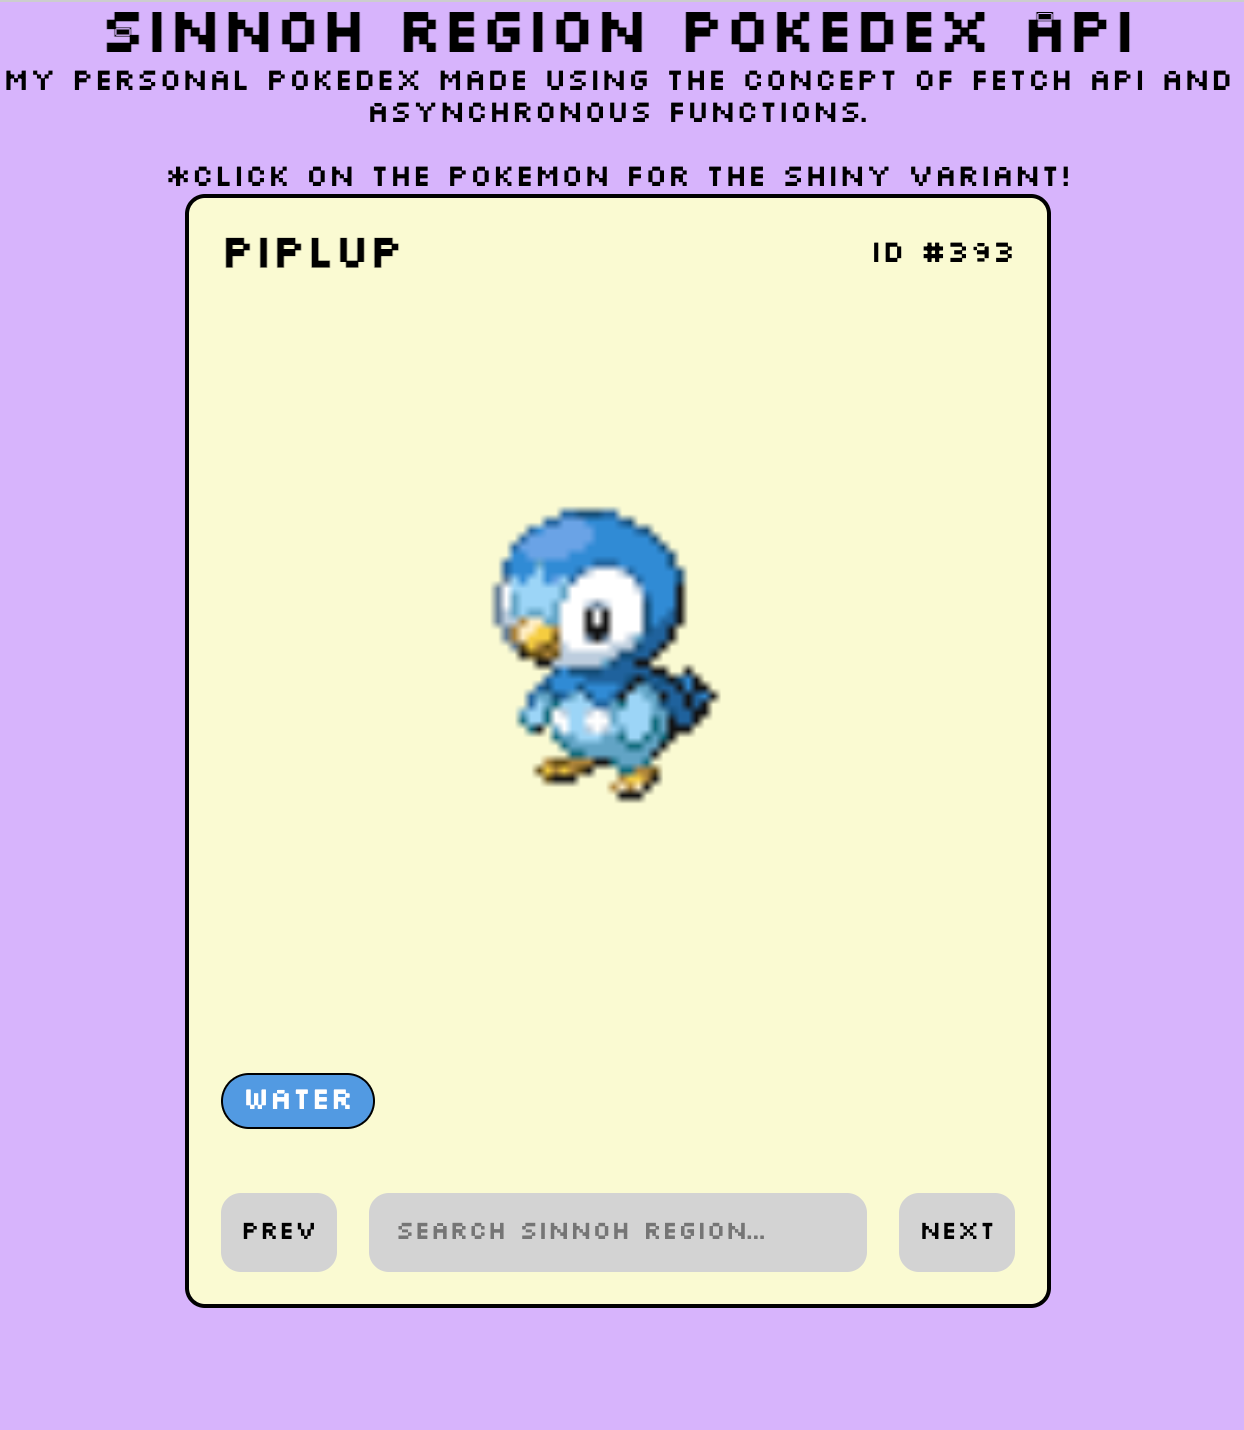 SINNOH REGION POKEDEX API
MY PERSONAL POKEDEX MADE USING THE CONCEPT OF FETCH API AND
ASYNCHRONOUS FUNCTIONS.
*CLICK ON THE POKEMON FOR THE SHINY VARIANT!
PIPLUP
ID #393
WATER
PREV
SEARCH SINNOH REGION...
NEXT